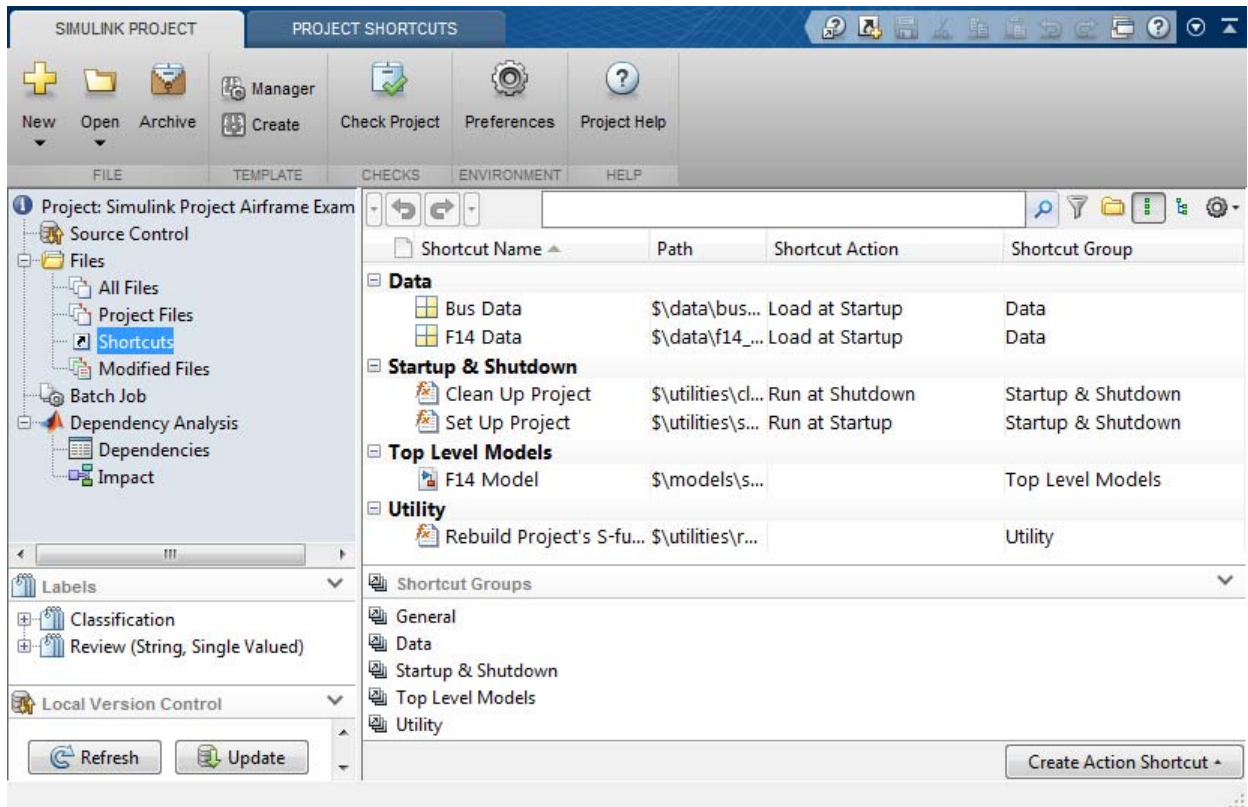 SIMULINK PROJECT PROJECT SHORTCUTS
New Open Archive Manager Create Check Project Preferences Project Help
FILE TEMPLATE CHECKS ENVIRONMENT HELP
Project: Simulink Project Airframe Exam
Source Control
Files
All Files
Project Files
Shortcuts
Modified Files
Batch Job
Dependency Analysis
Dependencies
Impact
Labels
Classification
Review (String, Single Valued)
Local Version Control
Refresh Update
Shortcut Name Path Shortcut Action Shortcut Group
Data
Bus Data $\data\bus... Load at Startup Data
F14 Data $\data\f14_... Load at Startup Data
Startup & Shutdown
Clean Up Project $\utilities\cl... Run at Shutdown Startup & Shutdown
Set Up Project $\utilities\s... Run at Startup Startup & Shutdown
Top Level Models
F14 Model $\models\s... Top Level Models
Utility
Rebuild Project's S-fu... $\utilities\r... Utility
Shortcut Groups
General
Data
Startup & Shutdown
Top Level Models
Utility
Create Action Shortcut